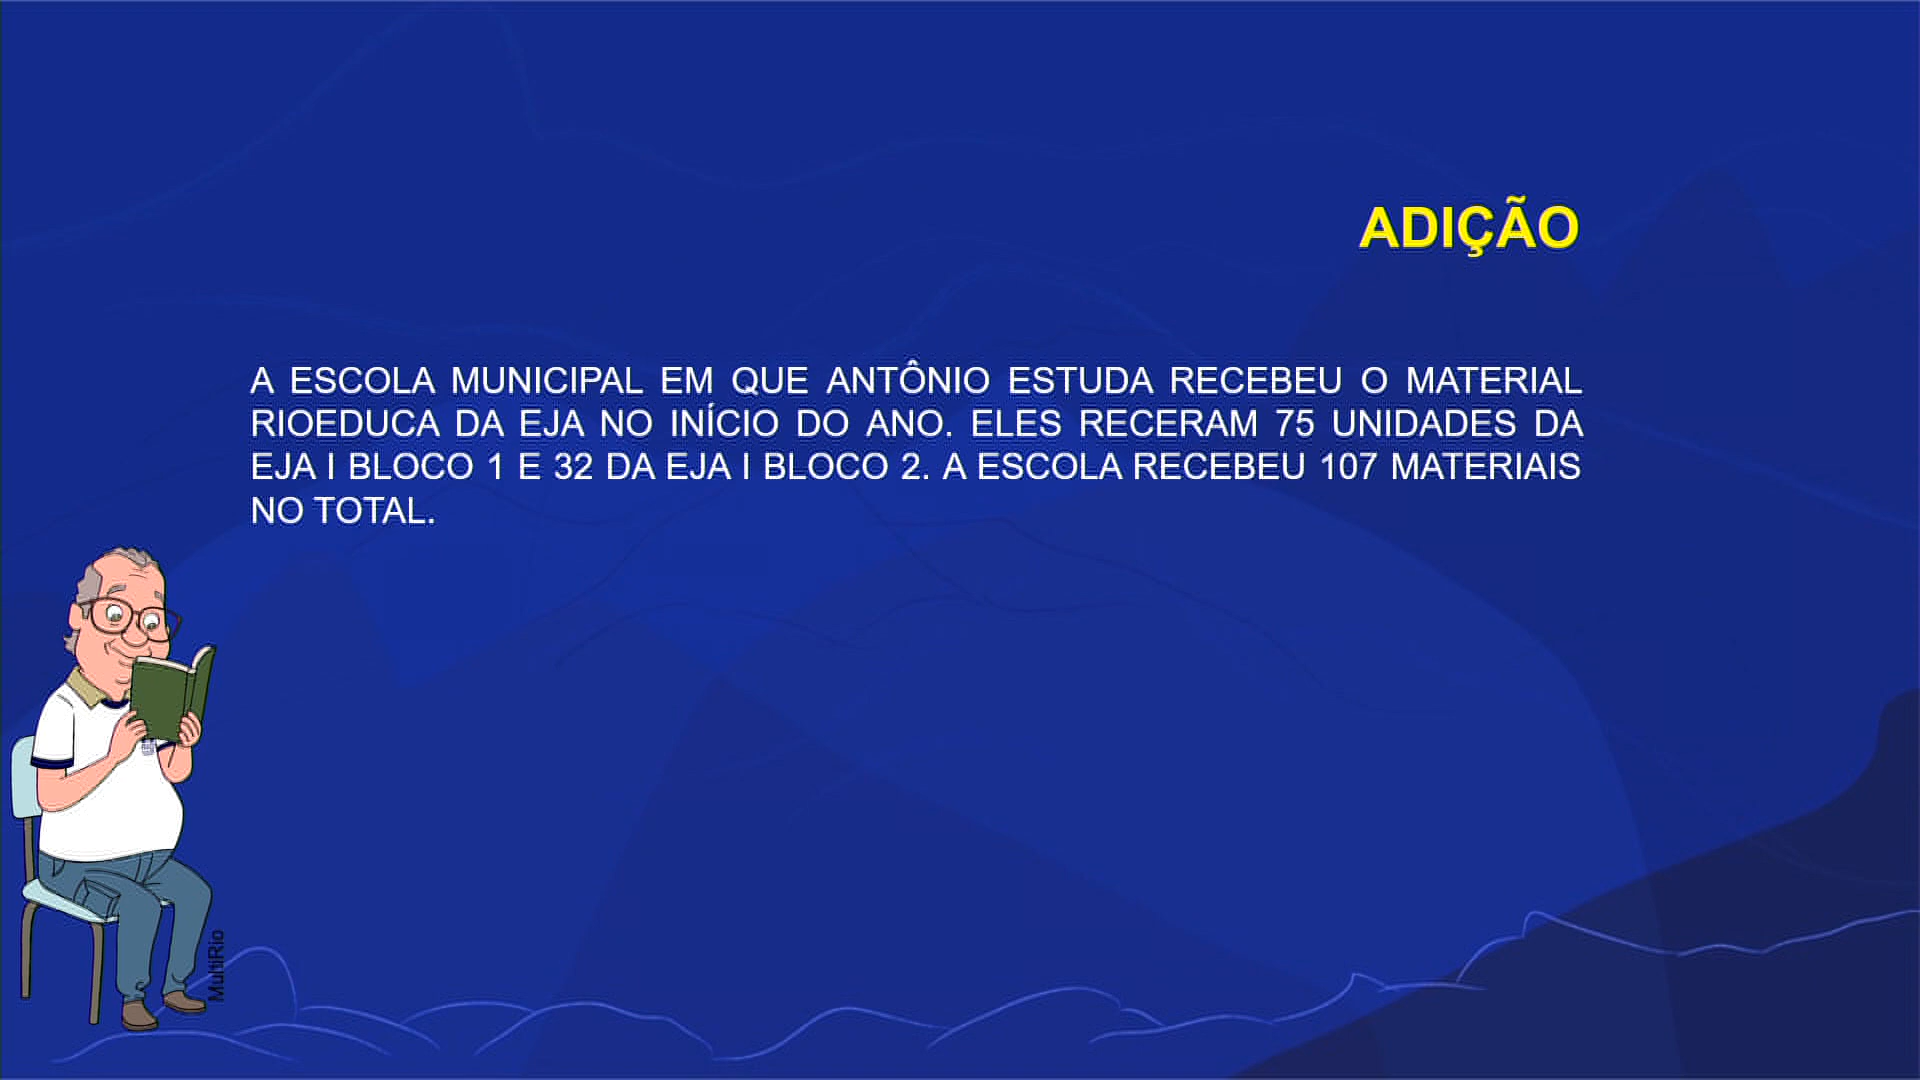 ADIÇÃO
A ESCOLA MUNICIPAL EM QUE ANTÔNIO ESTUDA RECEBEU O MATERIAL
RIOEDUCA DA EJA NO INÍCIO DO ANO. ELES RECERAM 75 UNIDADES DA
EJA I BLOCO 1 E 32 DA EJA I BLOCO 2. A ESCOLA RECEBEU 107 MATERIAIS
NO TOTAL.
MultiRio